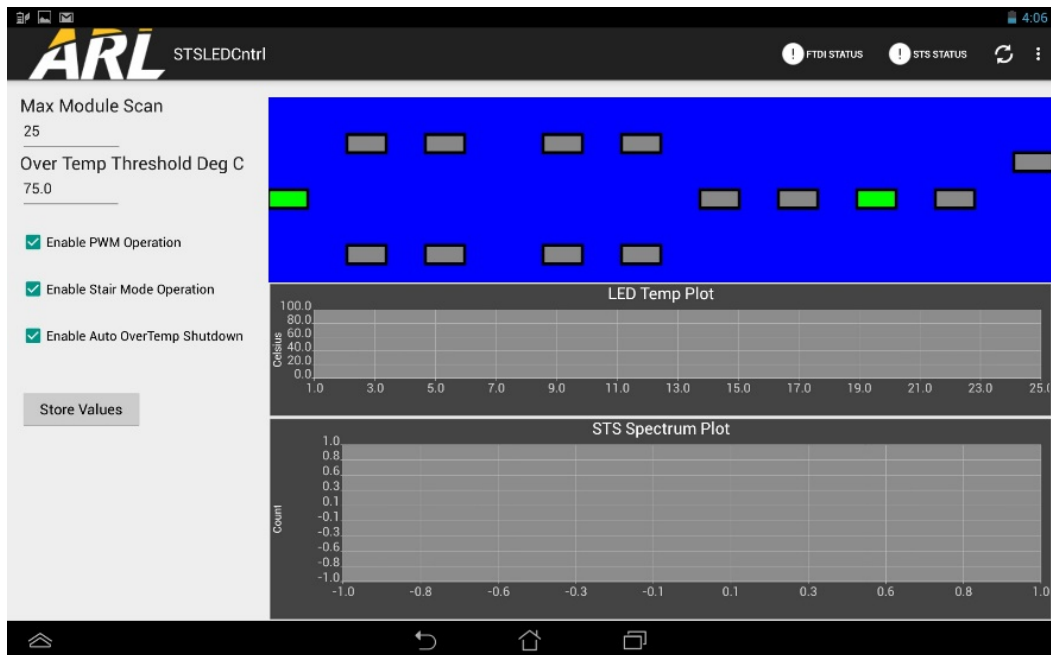 4:06
ARL STSLEDCntrl
! FTDI STATUS
! STS STATUS
Max Module Scan
25
Over Temp Threshold Deg C
75.0
Enable PWM Operation
Enable Stair Mode Operation
Enable Auto OverTemp Shutdown
Store Values
LED Temp Plot
Celsius
100.0
80.0
60.0
40.0
20.0
0.0
1.0 3.0 5.0 7.0 9.0 11.0 13.0 15.0 17.0 19.0 21.0 23.0 25.0
STS Spectrum Plot
Count
1.0
0.8
0.6
0.3
0.1
-0.1
-0.3
-0.6
-0.8
-1.0
-1.0 -0.8 -0.6 -0.3 -0.1 0.1 0.3 0.6 0.8 1.0